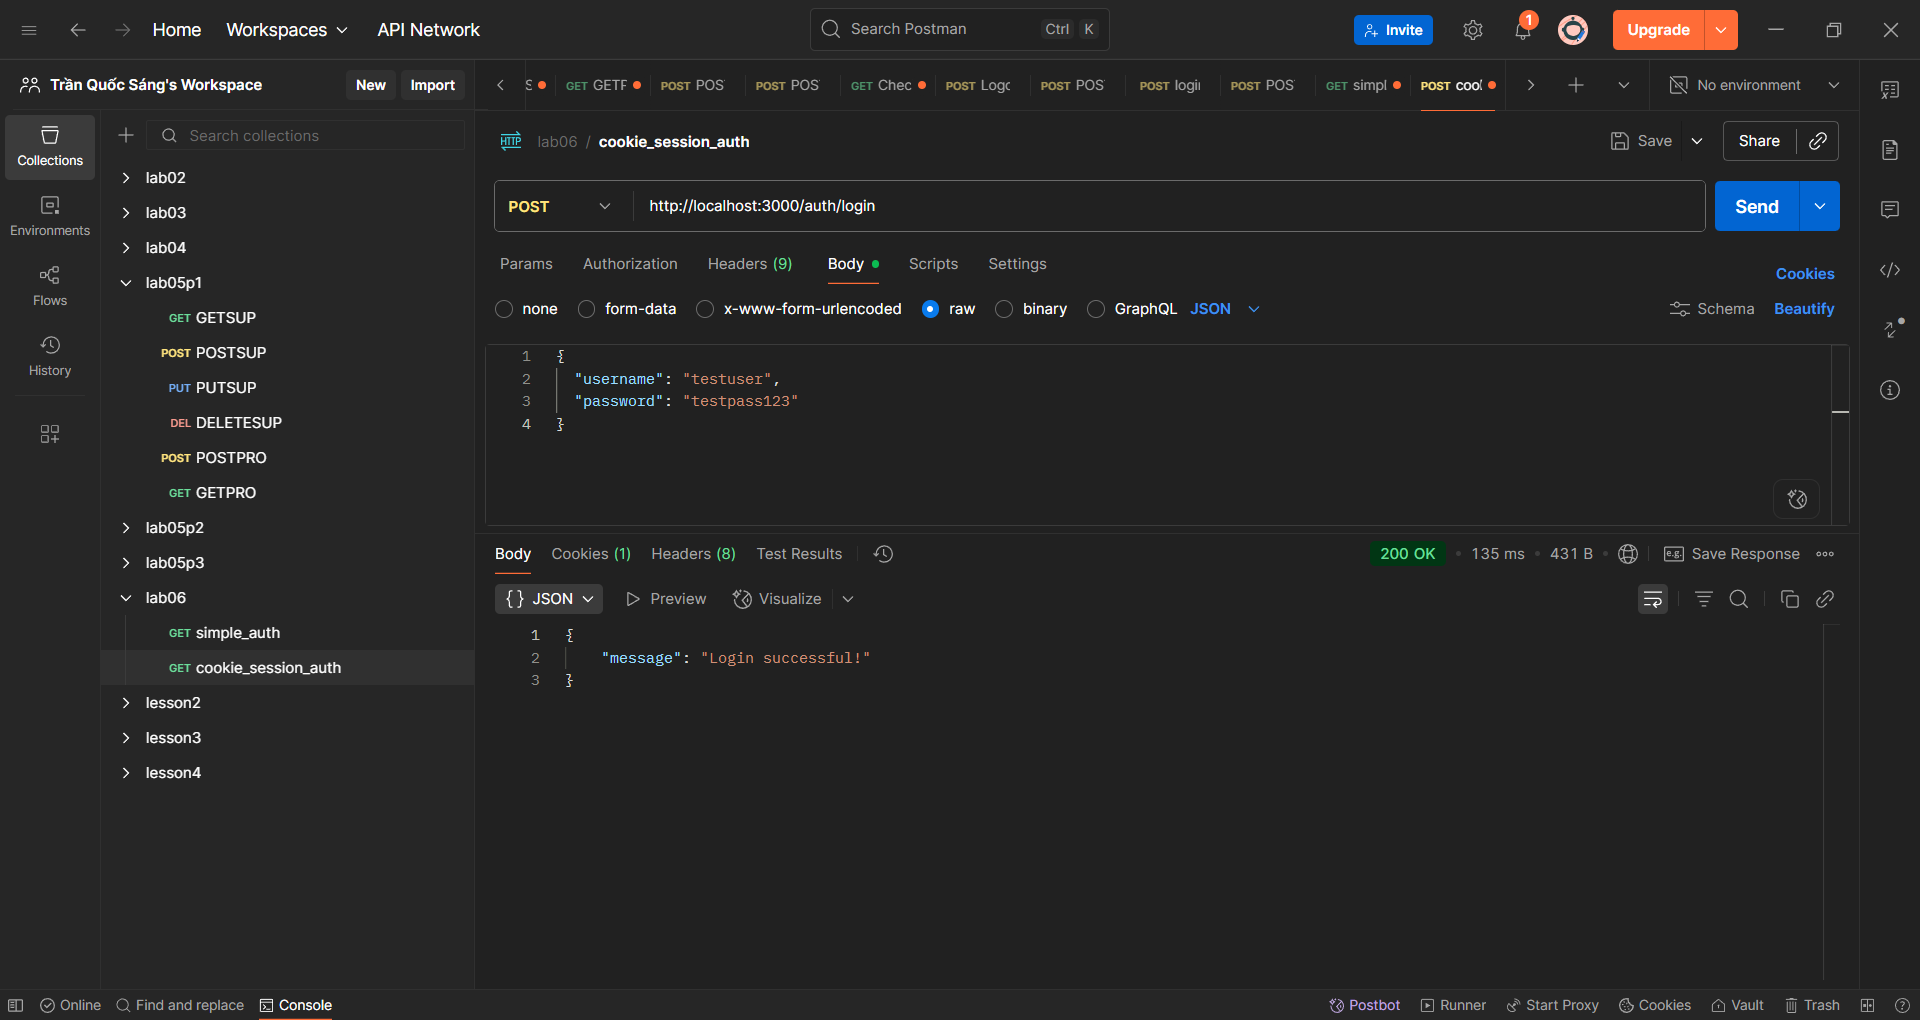 Home Workspaces API Network Search Postman Ctrl K Invite 1 Upgrade
Trần Quốc Sáng's Workspace New Import
S GET GETF POST POS POST POS GET Chec POST Logo POST POS POST logii POST POS GET simpl POST cool No environment
Collections
Environments
Flows
History
Search collections
lab02
lab03
lab04
lab05p1
GET GETSUP
POST POSTSUP
PUT PUTSUP
DEL DELETESUP
POST POSTPRO
GET GETPRO
lab05p2
lab05p3
lab06
GET simple_auth
GET cookie_session_auth
lesson2
lesson3
lesson4
HTTP lab06 / cookie_session_auth Save Share
POST http://localhost:3000/auth/login Send
Params Authorization Headers (9) Body Scripts Settings Cookies
none form-data x-www-form-urlencoded raw binary GraphQL JSON Schema Beautify
1 {
2 "username": "testuser",
3 "password": "testpass123"
4 }
Body Cookies (1) Headers (8) Test Results 200 OK • 135 ms • 431 B • e.g. Save Response
{} JSON Preview Visualize
1 {
2 "message": "Login successful!"
3 }
Online Find and replace Console Postbot Runner Start Proxy Cookies Vault Trash